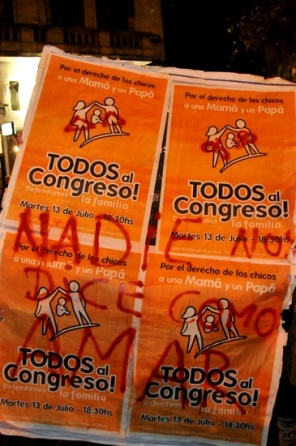 Por el derecho de los chicos
a una Mamá y un Papá
TODOS al
Congreso!
Defendamos
la familia
Martes 13 de Julio - 18:30hs
Por el derecho de los chicos
a una Mamá y un Papá
TODOS al
Congreso!
Defendamos
la familia
Martes 13 de Julio - 18:30hs
NADIE NOS
DICE COMO
AMAR
Por el derecho de los chicos
a una Mamá y un Papá
TODOS al
Congreso!
Defendamos
la familia
Martes 13 de Julio - 18:30hs
Por el derecho de los chicos
a una Mamá y un Papá
TODOS al
Congreso!
Defendamos
la familia
Martes 13 de Julio - 18:30hs